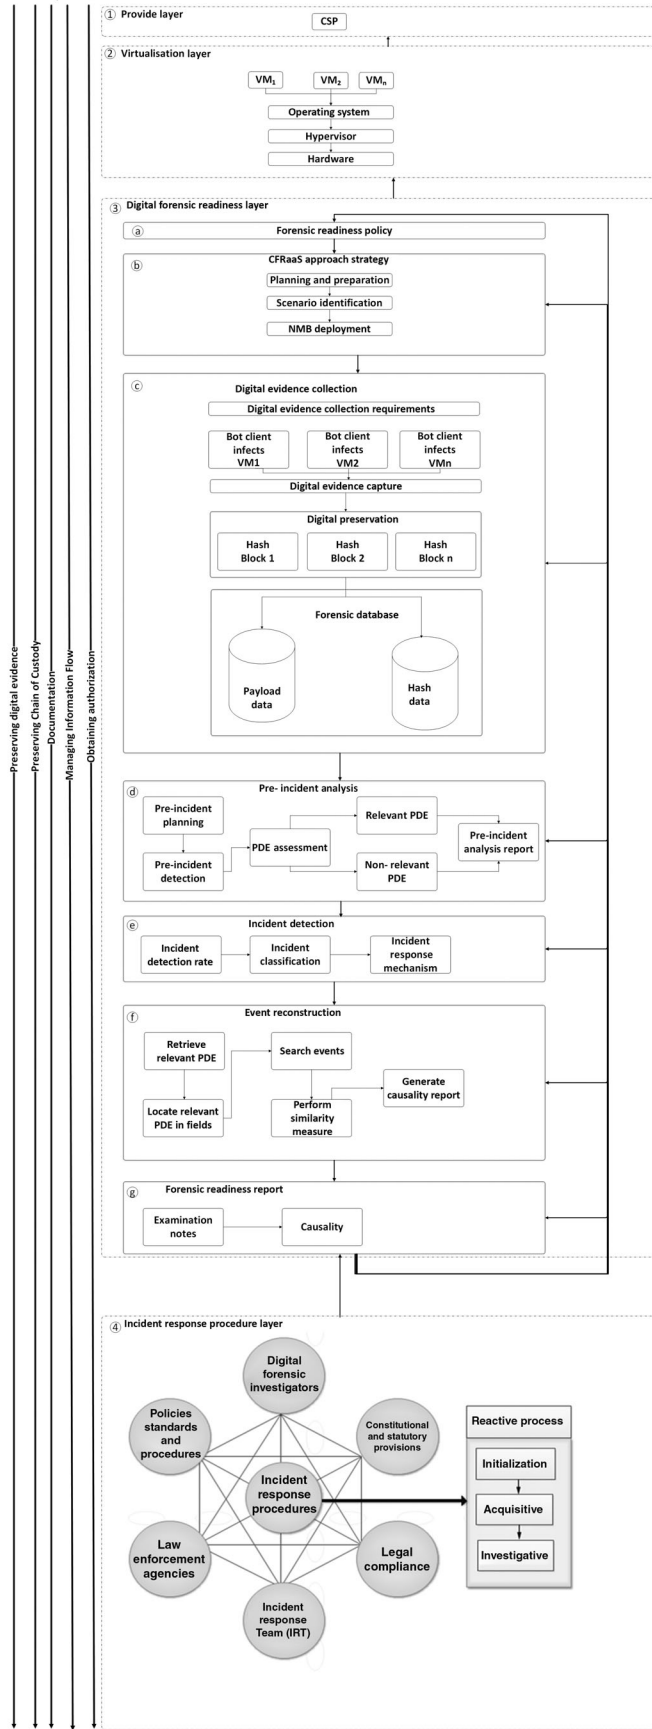 ① Provide layer
CSP
② Virtualisation layer
VM1 VM2 VMn
Operating system
Hypervisor
Hardware
③ Digital forensic readiness layer
ⓐ Forensic readiness policy
ⓑ CFRaaS approach strategy
Planning and preparation
Scenario identification
NMB deployment
ⓒ Digital evidence collection
Digital evidence collection requirements
Bot client
infects
VM1
Bot client
infects
VM2
Bot client
infects
VMn
Digital evidence capture
Digital preservation
Hash
Block 1
Hash
Block 2
Hash
Block n
Forensic database
Payload
data
Hash
data
ⓓ Pre- incident analysis
Pre-incident
planning
Pre-incident
detection
PDE assessment
Relevant PDE
Non- relevant
PDE
Pre-incident
analysis report
ⓔ Incident detection
Incident
detection rate
Incident
classification
Incident
response
mechanism
ⓕ Event reconstruction
Retrieve
relevant PDE
Locate relevant
PDE in fields
Search events
Perform
similarity
measure
Generate
causality report
ⓖ Forensic readiness report
Examination
notes
Causality
④ Incident response procedure layer
Digital
forensic
investigators
Policies
standards and
procedures
Constitutional
and statutory
provisions
Incident
response
procedures
Law
enforcement
agencies
Legal
compliance
Incident
response
Team (IRT)
Reactive process
Initialization
Acquisitive
Investigative
Preserving digital evidence
Preserving Chain of Custody
Documentation
Managing Information Flow
Obtaining authorization